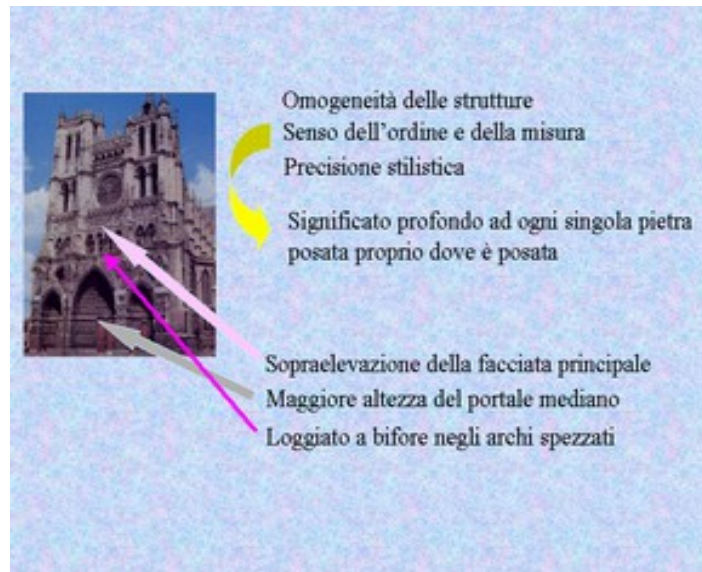 Omogeneità delle strutture
Senso dell'ordine e della misura
Precisione stilistica
Significato profondo ad ogni singola pietra
posata proprio dove è posata
Sopraelevazione della facciata principale
Maggiore altezza del portale mediano
Loggiato a bifore negli archi spezzati